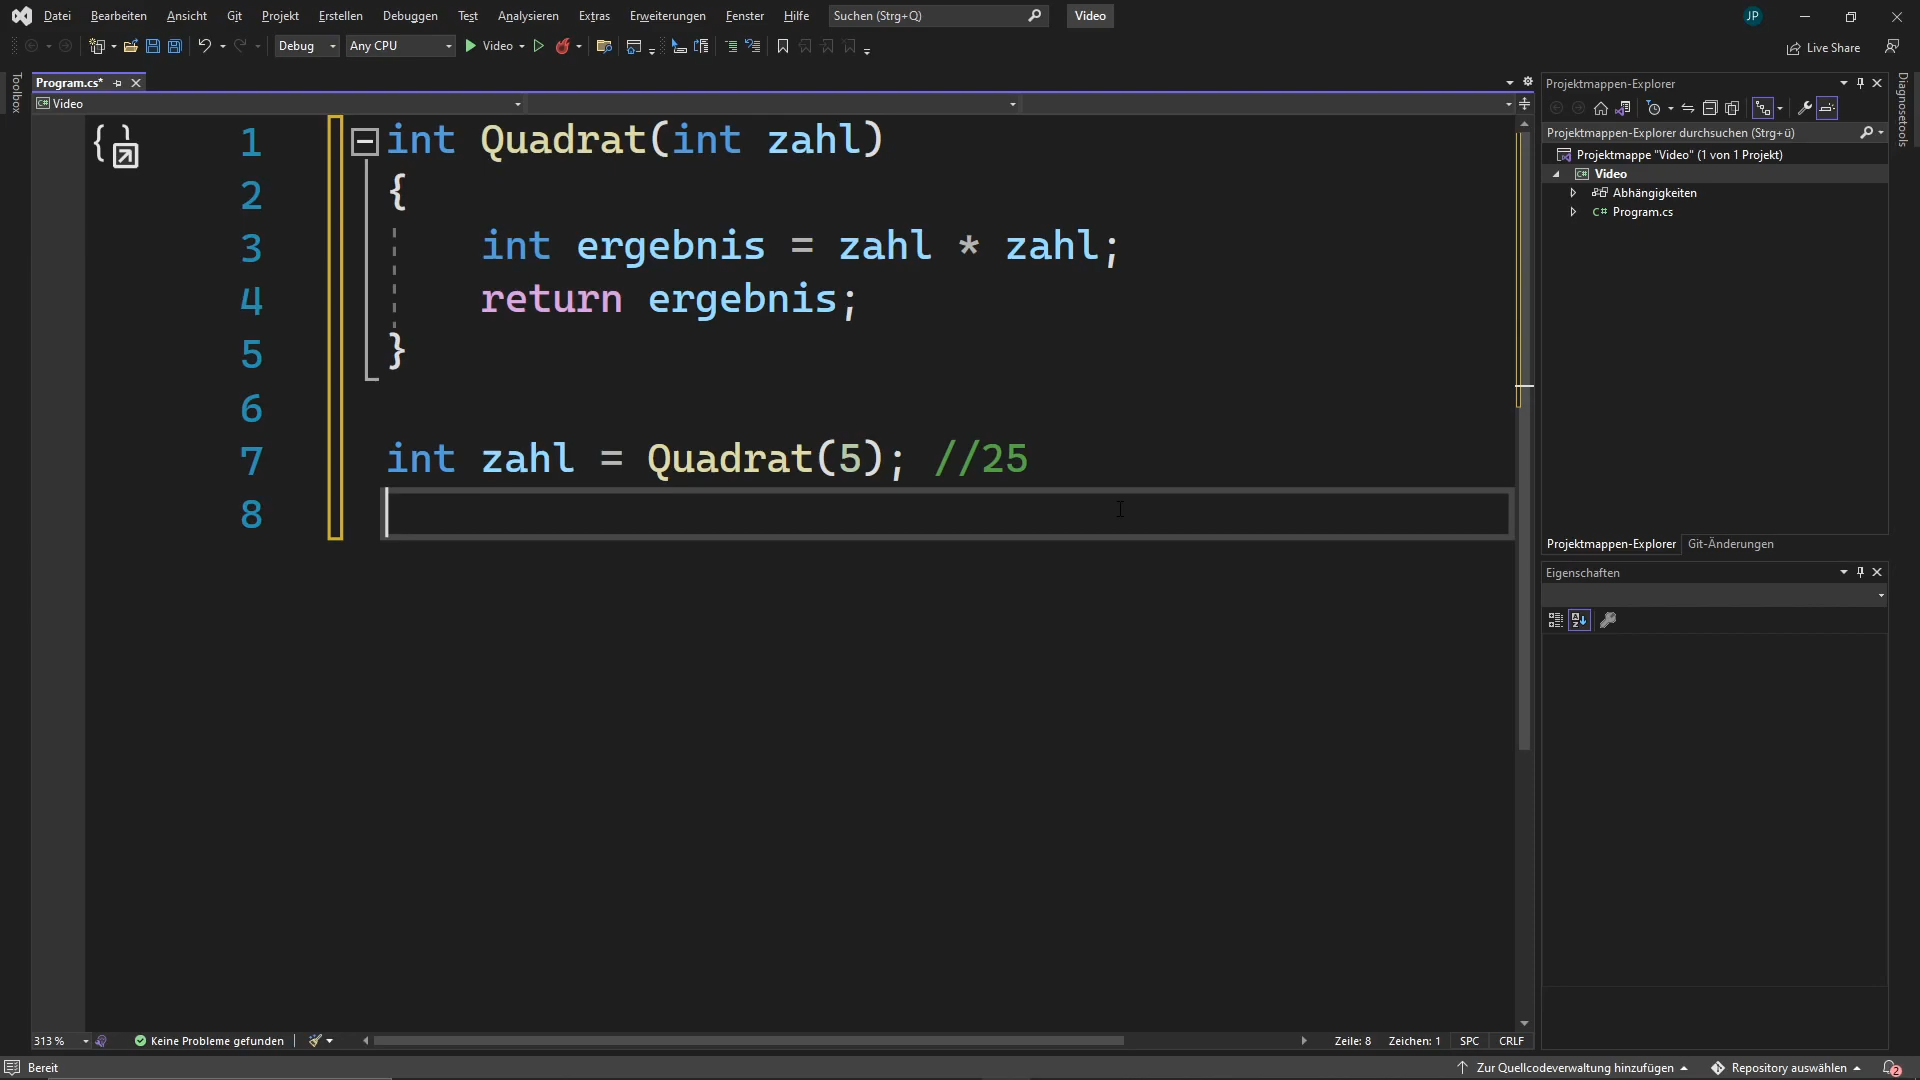 Datei Bearbeiten Ansicht Git Projekt Erstellen Debuggen Test Analysieren Extras Erweiterungen Fenster Hilfe Suchen (Strg+Q) Video JP
Debug Any CPU Video Live Share
Toolbox
Program.cs*
Video
1 int Quadrat(int zahl)
2 {
3 int ergebnis = zahl * zahl;
4 return ergebnis;
5 }
6
7 int zahl = Quadrat(5); //25
8
313 % Keine Probleme gefunden Zeile: 8 Zeichen: 1 SPC CRLF
Projektmappen-Explorer
Projektmappen-Explorer durchsuchen (Strg+ü)
Projektmappe "Video" (1 von 1 Projekt)
C# Video
Abhängigkeiten
C# Program.cs
Projektmappen-Explorer Git-Änderungen
Eigenschaften
Diagnosetools
Bereit Zur Quellcodeverwaltung hinzufügen Repository auswählen 2